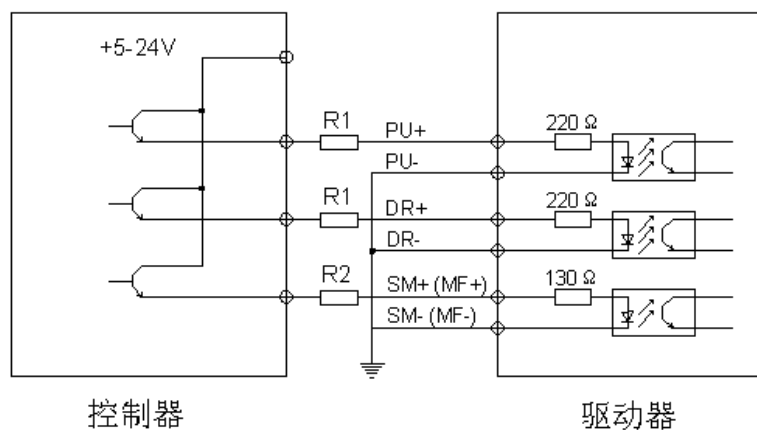 +5-24V
R1
PU+
220 Ω
PU-
R1
DR+
220 Ω
DR-
R2
SM+ (MF+)
130 Ω
SM- (MF-)
控制器
驱动器